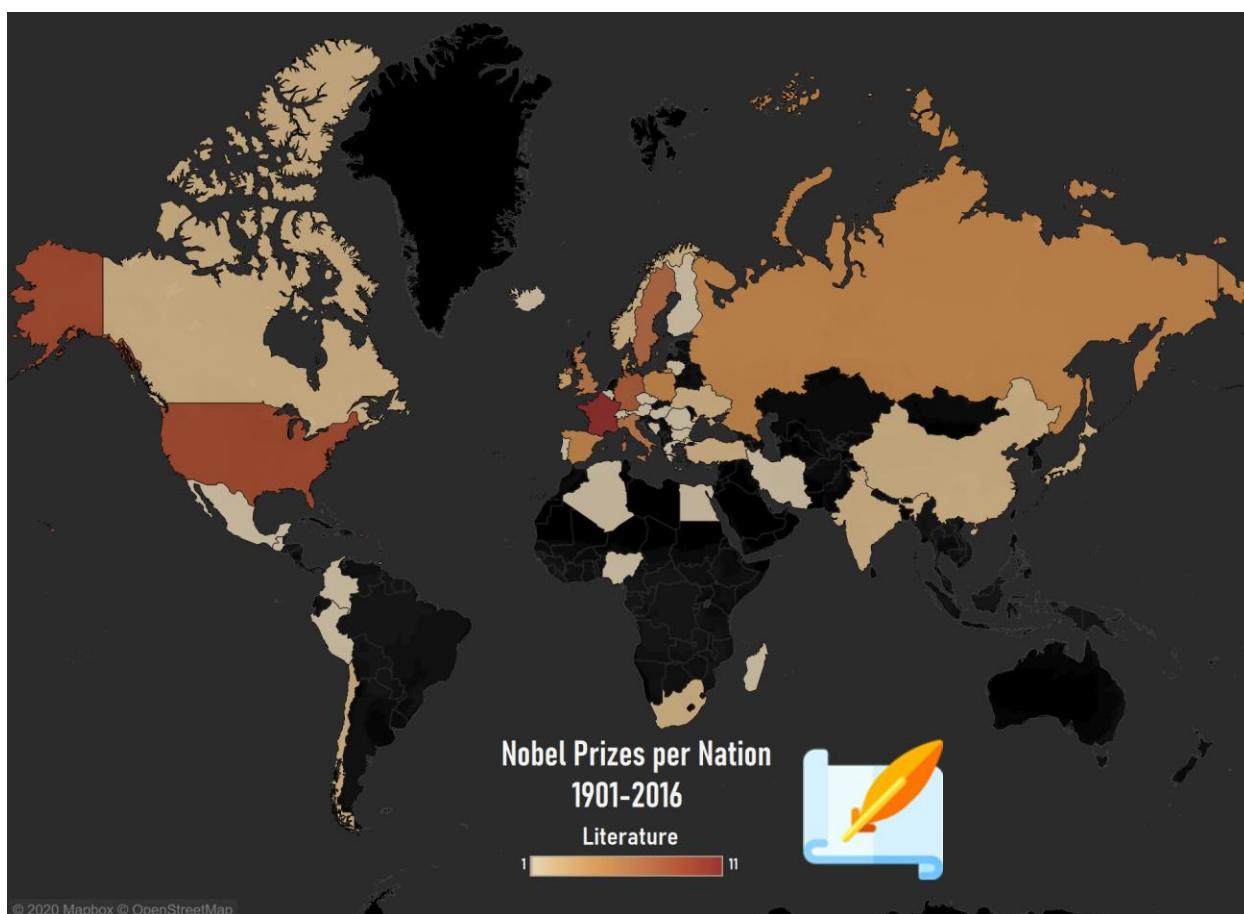 Nobel Prizes per Nation
1901-2016
Literature
1 11
© 2020 Mapbox © OpenStreetMap